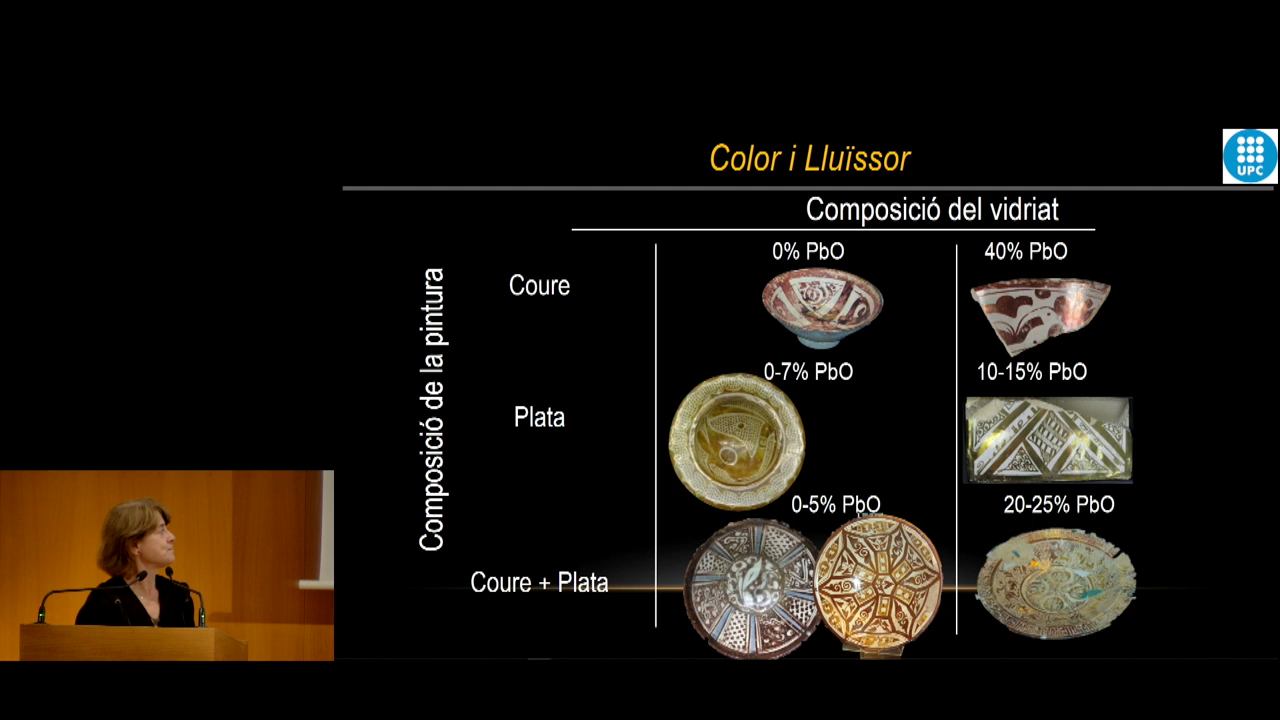 Color i Lluïssor
UPC
Composició del vidriat
Composició de la pintura
0% PbO
40% PbO
Coure
0-7% PbO
10-15% PbO
Plata
0-5% PbO
20-25% PbO
Coure + Plata